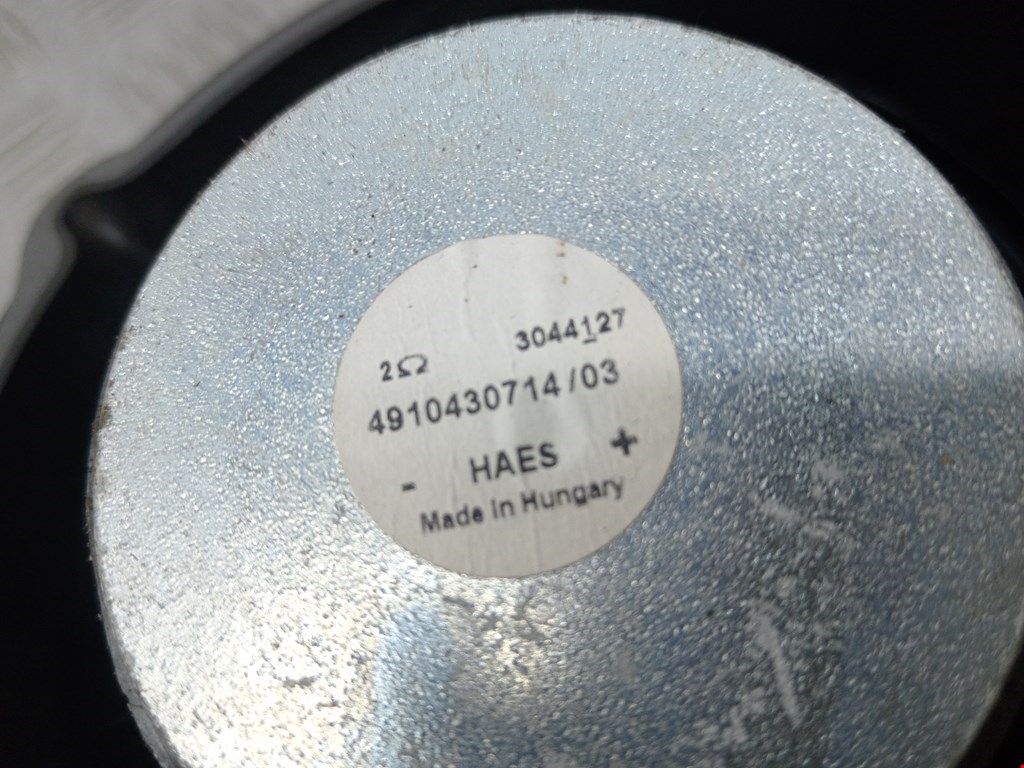 2Ω 3044127
4910430714/03
- HAES +
Made In Hungary